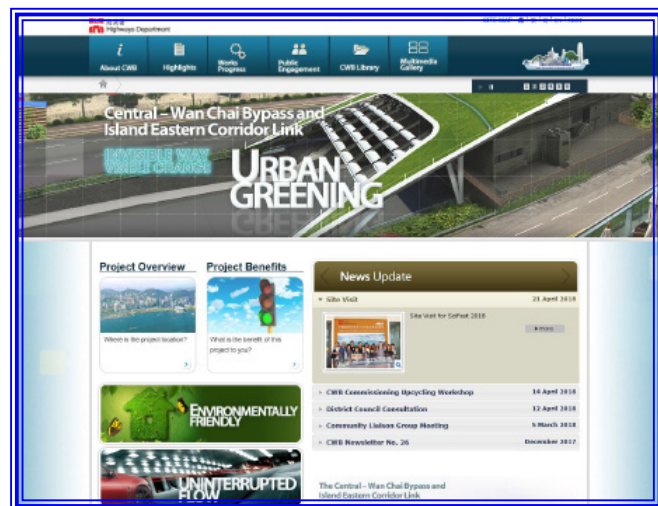 Highways Department
About CWB
Highlights
Works
Progress
Public
Engagement
CWB Library
Multimedia
Gallery
Central – Wan Chai Bypass and
Island Eastern Corridor Link
INVISIBLE WAY
VISIBLE CHANGE
URBAN
GREENING
Project Overview
Project Benefits
Where is the project location?
What is the benefit of this
project to you?
News Update
Site Visit 21 April 2018
Site Visit for SciFest 2018
more
CWB Commissioning Upcycling Workshop 14 April 2018
District Council Consultation 12 April 2018
Community Liaison Group Meeting 5 March 2018
CWB Newsletter No. 26 December 2017
ENVIRONMENTALLY
FRIENDLY
UNINTERRUPTED
FLOW
The Central – Wan Chai Bypass and
Island Eastern Corridor Link